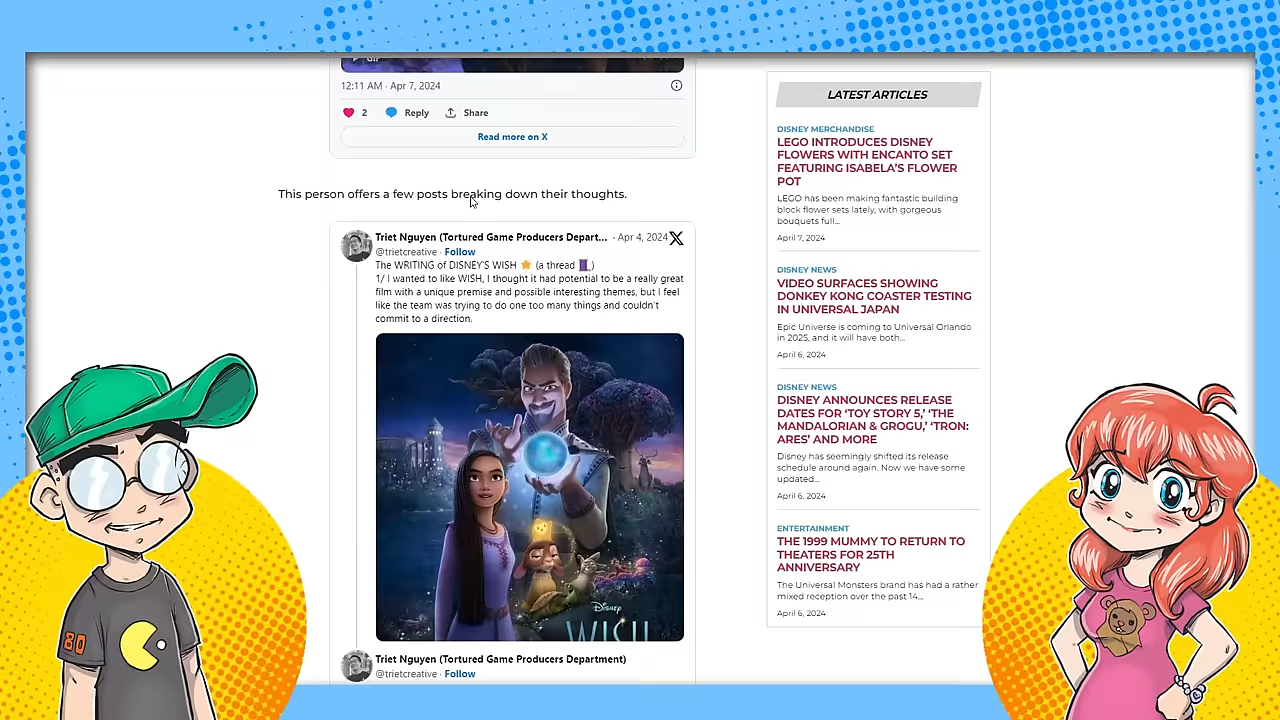 GIF
12:11 AM · Apr 7, 2024
2 Reply Share
Read more on X
This person offers a few posts breaking down their thoughts.
Triet Nguyen (Tortured Game Producers Depart... · Apr 4, 2024
@trietcreative · Follow
The WRITING of DISNEY'S WISH ⭐ (a thread 🧵)
1/ I wanted to like WISH, I thought it had potential to be a really great
film with a unique premise and possible interesting themes, but I feel
like the team was trying to do one too many things and couldn't
commit to a direction.
Disney
WISH
Triet Nguyen (Tortured Game Producers Department)
@trietcreative · Follow
LATEST ARTICLES
DISNEY MERCHANDISE
LEGO INTRODUCES DISNEY
FLOWERS WITH ENCANTO SET
FEATURING ISABELA'S FLOWER
POT
LEGO has been making fantastic building
block flower sets lately, with gorgeous
bouquets full...
April 7, 2024
DISNEY NEWS
VIDEO SURFACES SHOWING
DONKEY KONG COASTER TESTING
IN UNIVERSAL JAPAN
Epic Universe is coming to Universal Orlando
in 2025, and it will have both...
April 6, 2024
DISNEY NEWS
DISNEY ANNOUNCES RELEASE
DATES FOR 'TOY STORY 5,' 'THE
MANDALORIAN & GROGU,' 'TRON:
ARES' AND MORE
Disney has seemingly shifted its release
schedule around again. Now we have some
updated...
April 6, 2024
ENTERTAINMENT
THE 1999 MUMMY TO RETURN TO
THEATERS FOR 25TH
ANNIVERSARY
The Universal Monsters brand has had a rather
mixed reception over the past 14...
April 6, 2024
80